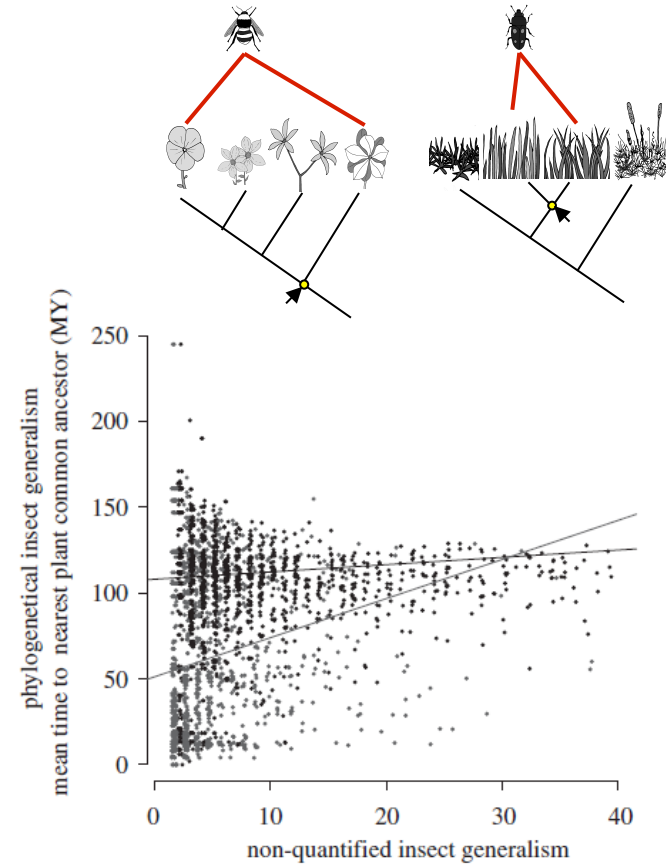 phylogenetical insect generalism
mean time to nearest plant common ancestor (MY)
250
200
150
100
50
0
0 10 20 30 40
non-quantified insect generalism